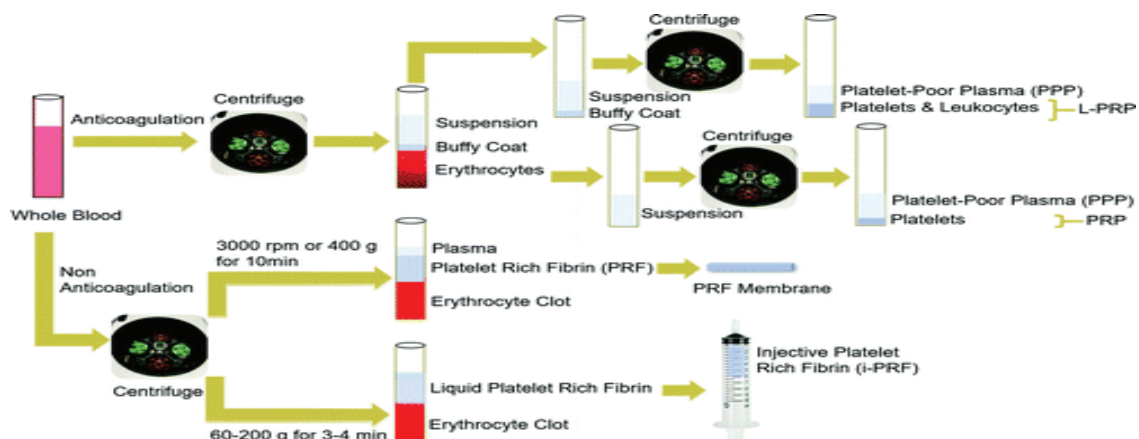 Whole Blood
Anticoagulation
Centrifuge
Suspension
Buffy Coat
Erythrocytes
Suspension
Buffy Coat
Centrifuge
Platelet-Poor Plasma (PPP)
Platelets & Leukocytes
L-PRP
Suspension
Centrifuge
Platelet-Poor Plasma (PPP)
Platelets
PRP
Non
Anticoagulation
Centrifuge
3000 rpm or 400 g
for 10min
Plasma
Platelet Rich Fibrin (PRF)
Erythrocyte Clot
PRF Membrane
60-200 g for 3-4 min
Liquid Platelet Rich Fibrin
Erythrocyte Clot
Injective Platelet
Rich Fibrin (i-PRF)